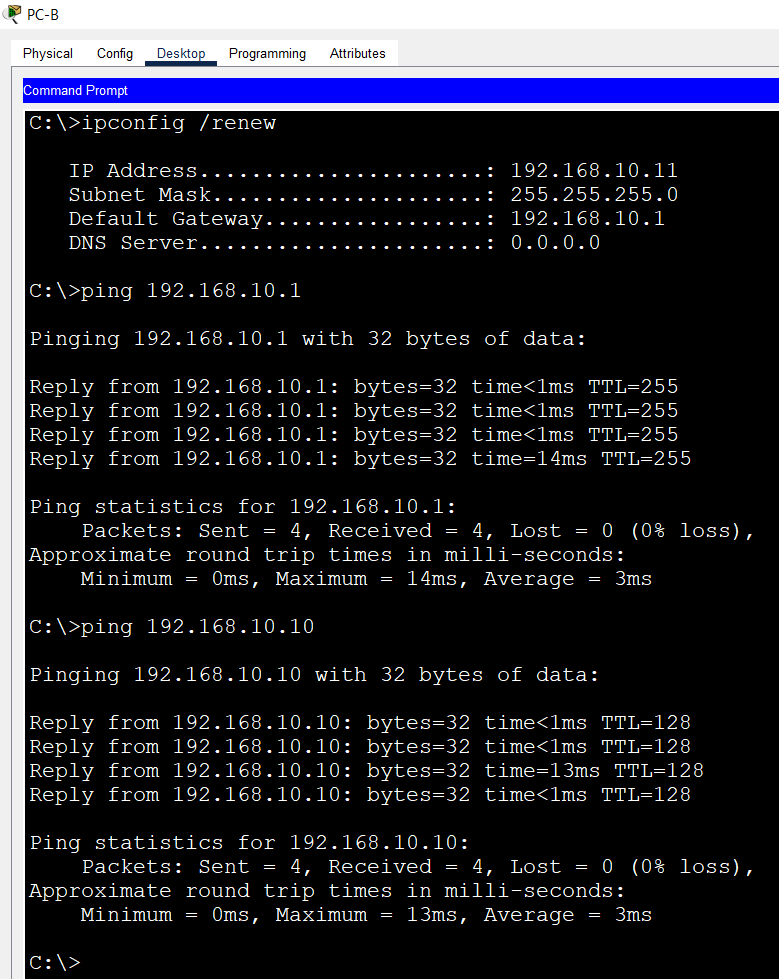 PC-B
Physical Config Desktop Programming Attributes
Command Prompt
C:\>ipconfig /renew
IP Address......................: 192.168.10.11
Subnet Mask.....................: 255.255.255.0
Default Gateway.................: 192.168.10.1
DNS Server......................: 0.0.0.0
C:\>ping 192.168.10.1
Pinging 192.168.10.1 with 32 bytes of data:
Reply from 192.168.10.1: bytes=32 time<1ms TTL=255
Reply from 192.168.10.1: bytes=32 time<1ms TTL=255
Reply from 192.168.10.1: bytes=32 time<1ms TTL=255
Reply from 192.168.10.1: bytes=32 time=14ms TTL=255
Ping statistics for 192.168.10.1:
Packets: Sent = 4, Received = 4, Lost = 0 (0% loss),
Approximate round trip times in milli-seconds:
Minimum = 0ms, Maximum = 14ms, Average = 3ms
C:\>ping 192.168.10.10
Pinging 192.168.10.10 with 32 bytes of data:
Reply from 192.168.10.10: bytes=32 time<1ms TTL=128
Reply from 192.168.10.10: bytes=32 time<1ms TTL=128
Reply from 192.168.10.10: bytes=32 time=13ms TTL=128
Reply from 192.168.10.10: bytes=32 time<1ms TTL=128
Ping statistics for 192.168.10.10:
Packets: Sent = 4, Received = 4, Lost = 0 (0% loss),
Approximate round trip times in milli-seconds:
Minimum = 0ms, Maximum = 13ms, Average = 3ms
C:\>